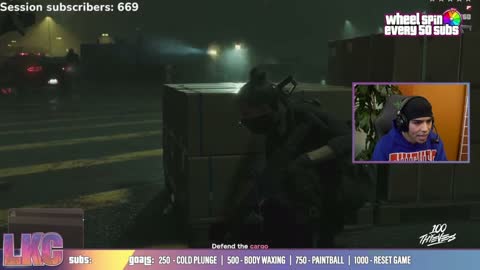 Session subscribers: 669
wheel spin
every 50 subs
100
THIEVES
Defend the cargo
LKC subs: GOALS: 250 - COLD PLUNGE | 500 - BODY WAXING | 750 - PAINTBALL | 1000 - RESET GAME